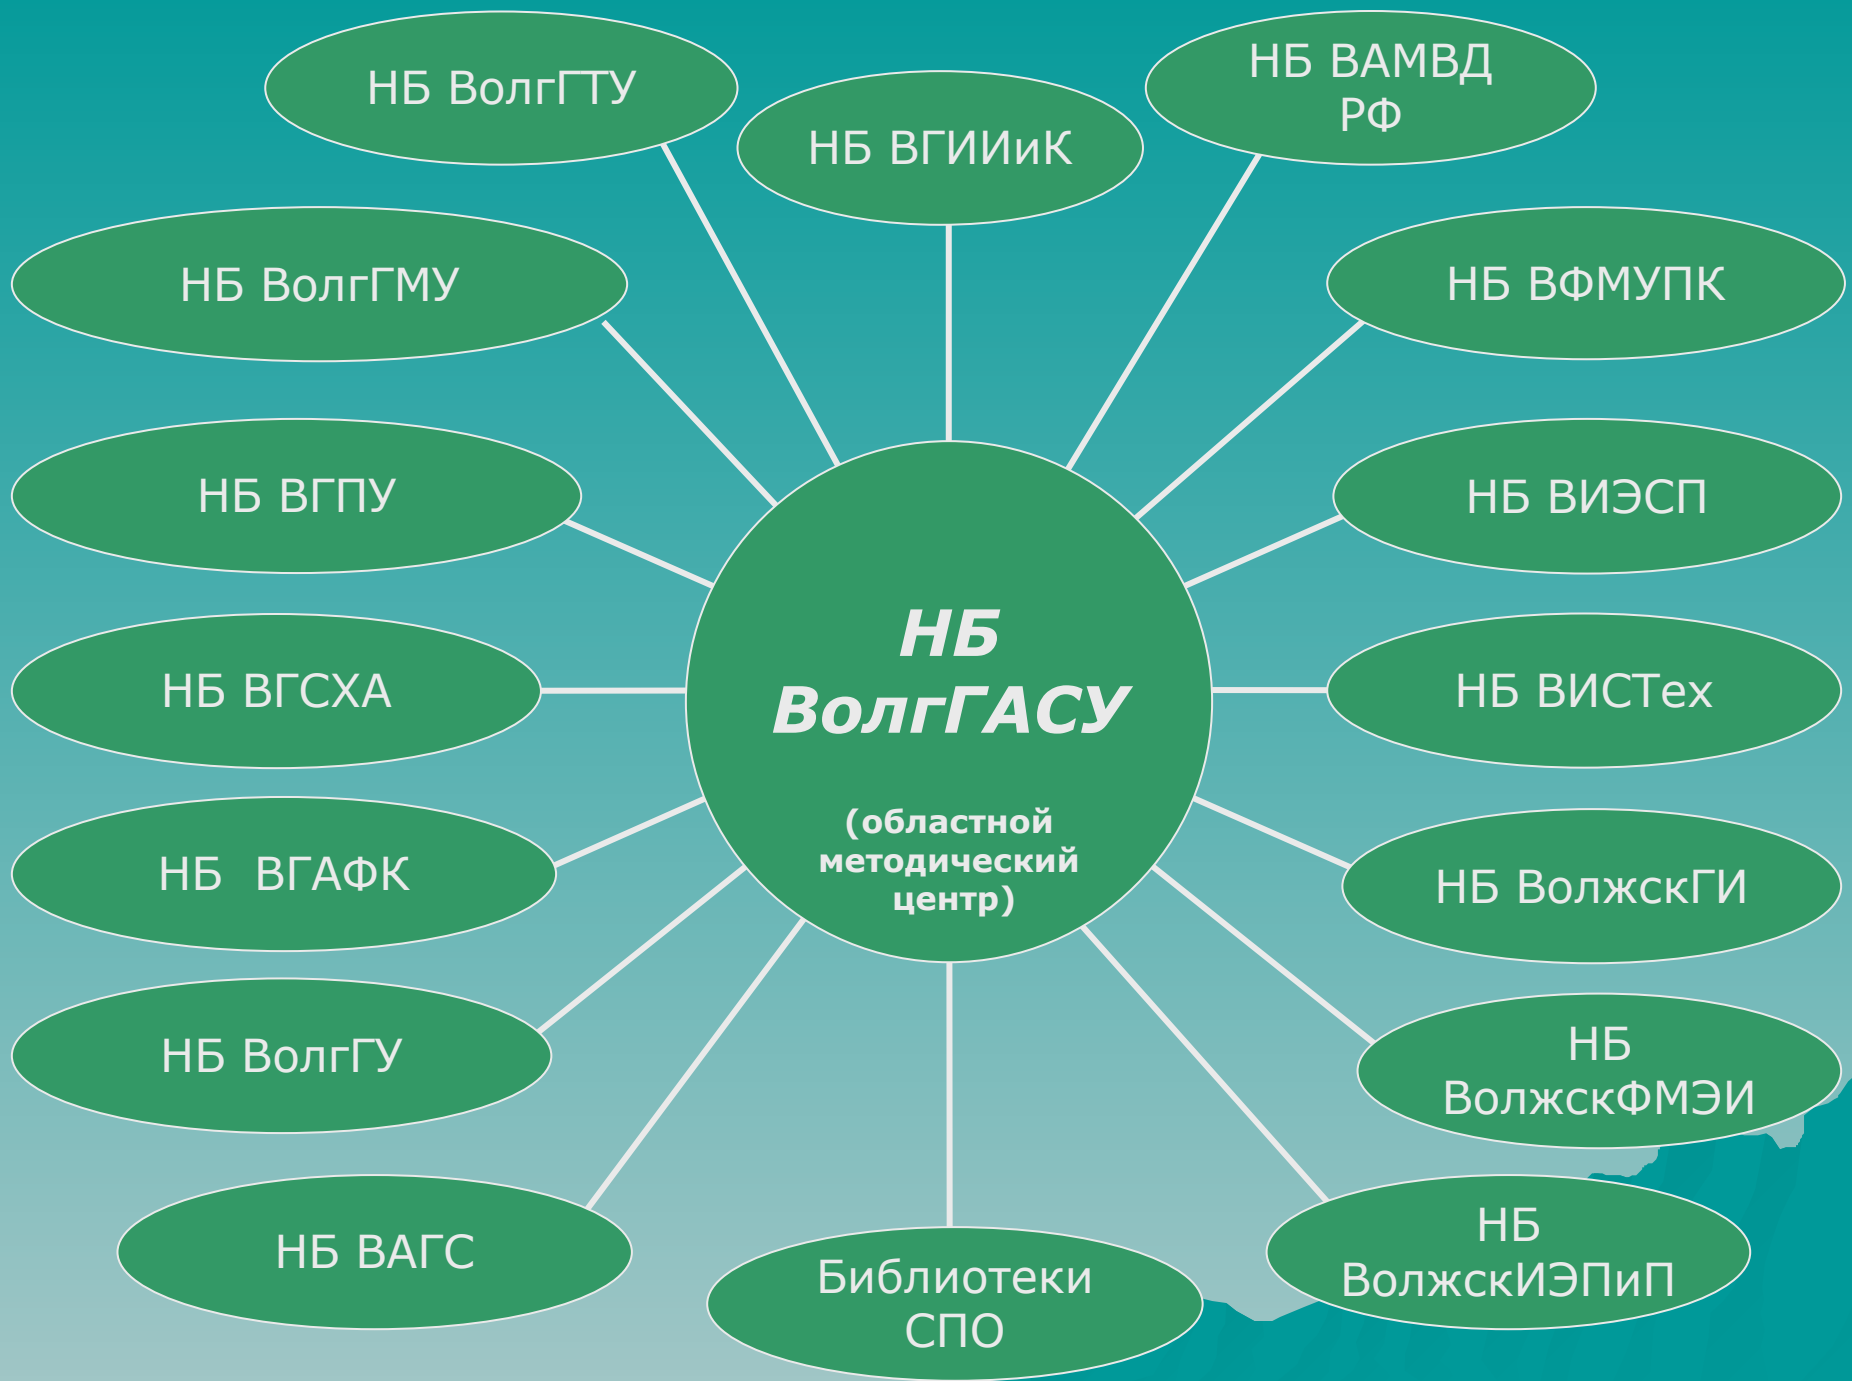 НБ ВолгГТУ
НБ ВГИИиК
НБ ВАМВД
РФ
НБ ВолгГМУ
НБ ВФМУПК
НБ ВГПУ
НБ ВИЭСП
НБ
ВолгГАСУ
(областной
методический
центр)
НБ ВГСХА
НБ ВИСТех
НБ ВГАФК
НБ ВолжскГИ
НБ ВолгГУ
НБ
ВолжскФМЭИ
НБ ВАГС
Библиотеки
СПО
НБ
ВолжскИЭПиП